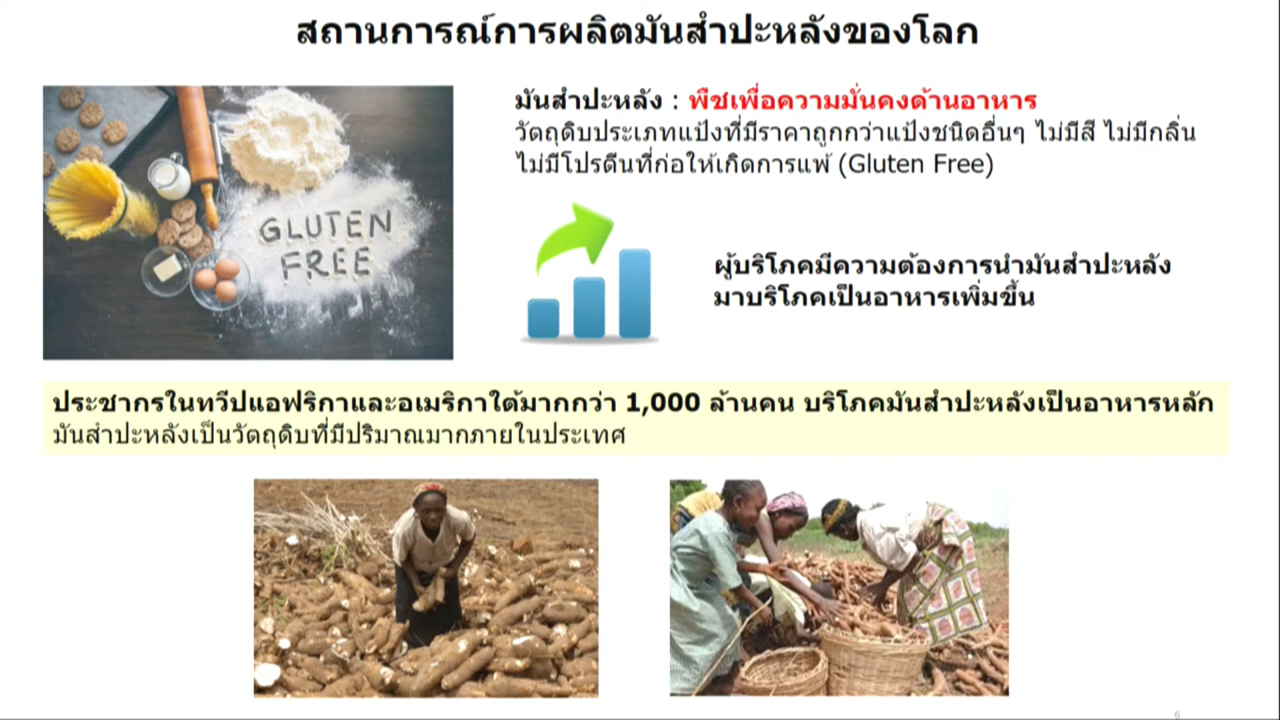 สถานการณ์การผลิตมันสำปะหลังของโลก
GLUTEN
FREE
มันสำปะหลัง : พืชเพื่อความมั่นคงด้านอาหาร
วัตถุดิบประเภทแป้งที่มีราคาถูกกว่าแป้งชนิดอื่นๆ ไม่มีสี ไม่มีกลิ่น
ไม่มีโปรตีนที่ก่อให้เกิดการแพ้ (Gluten Free)
ผู้บริโภคมีความต้องการนำมันสำปะหลัง
มาบริโภคเป็นอาหารเพิ่มขึ้น
ประชากรในทวีปแอฟริกาและอเมริกาใต้มากกว่า 1,000 ล้านคน บริโภคมันสำปะหลังเป็นอาหารหลัก
มันสำปะหลังเป็นวัตถุดิบที่มีปริมาณมากภายในประเทศ
6